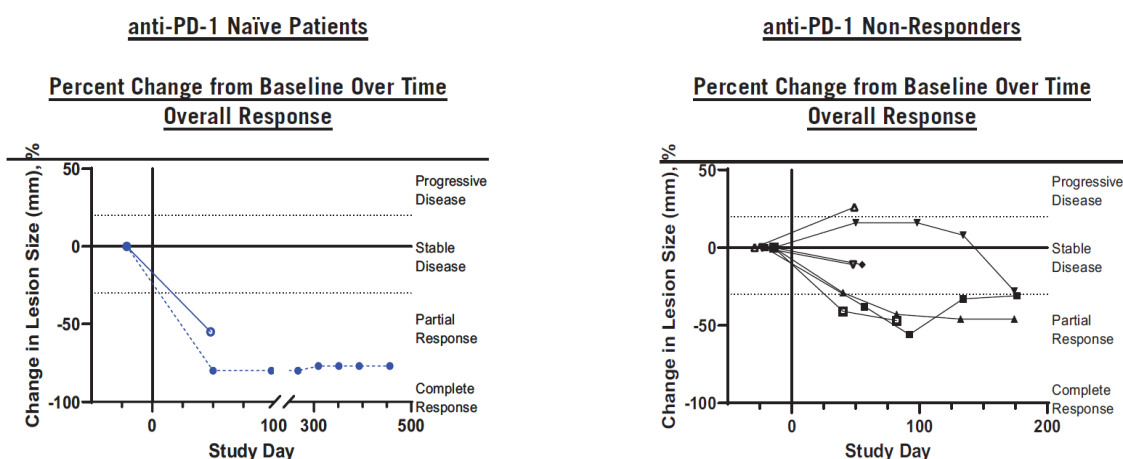 anti-PD-1 Naïve Patients
Percent Change from Baseline Over Time
Overall Response
Change in Lesion Size (mm), %
50
0
-50
-100
Progressive
Disease
Stable
Disease
Partial
Response
Complete
Response
0
100
300
500
Study Day
anti-PD-1 Non-Responders
Percent Change from Baseline Over Time
Overall Response
Change in Lesion Size (mm), %
50
0
-50
-100
Progressive
Disease
Stable
Disease
Partial
Response
Complete
Response
0
100
200
Study Day